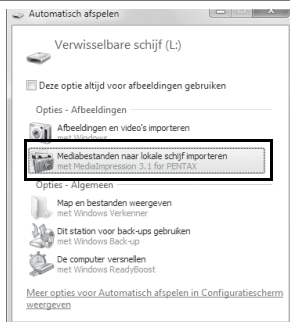 Automatisch afspelen
Verwisselbare schijf (L:)
Deze optie altijd voor afbeeldingen gebruiken
Opties - Afbeeldingen
Afbeeldingen en video's importeren
met Windows
Mediabestanden naar lokale schijf importeren
met MediaImpression 3.1 for PENTAX
Opties - Algemeen
Map en bestanden weergeven
met Windows Verkenner
Dit station voor back-ups gebruiken
met Windows Back-up
De computer versnellen
met Windows ReadyBoost
Meer opties voor Automatisch afspelen in Configuratiescherm
weergeven